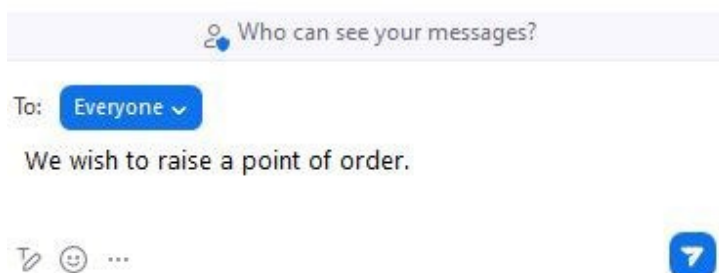 Who can see your messages?
To: Everyone
We wish to raise a point of order.